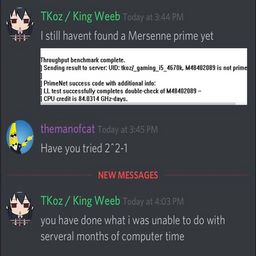 TKoz / King Weeb Today at 3:44 PM
I still havent found a Mersenne prime yet
Throughput benchmark complete.
Sending result to server: UID: tkoz/_gaming_i5_4670k, M48402089 is not prime
PrimeNet success code with additional info:
LL test successfully completes double-check of M48402089 --
CPU credit is 84.0314 GHz-days.
themanofcat Today at 3:45 PM
Have you tried 2^2-1
NEW MESSAGES
TKoz / King Weeb Today at 4:03 PM
you have done what i was unable to do with
serveral months of computer time